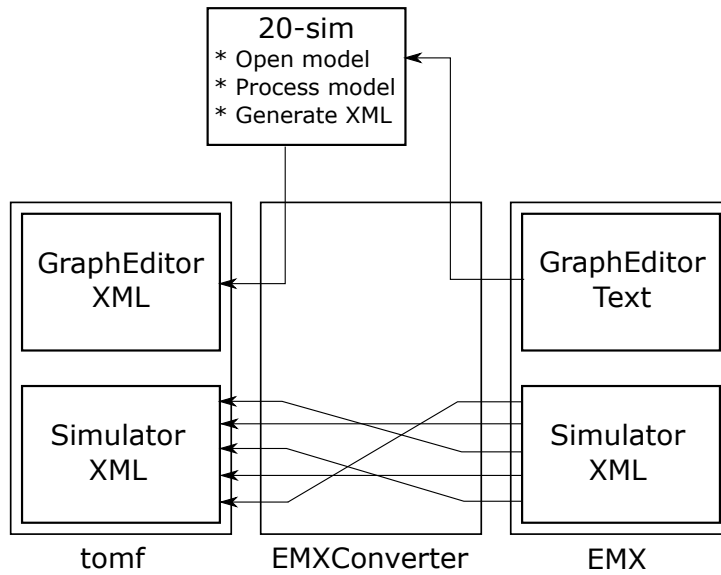 20-sim
* Open model
* Process model
* Generate XML
GraphEditor
XML
GraphEditor
Text
Simulator
XML
Simulator
XML
tomf
EMXConverter
EMX